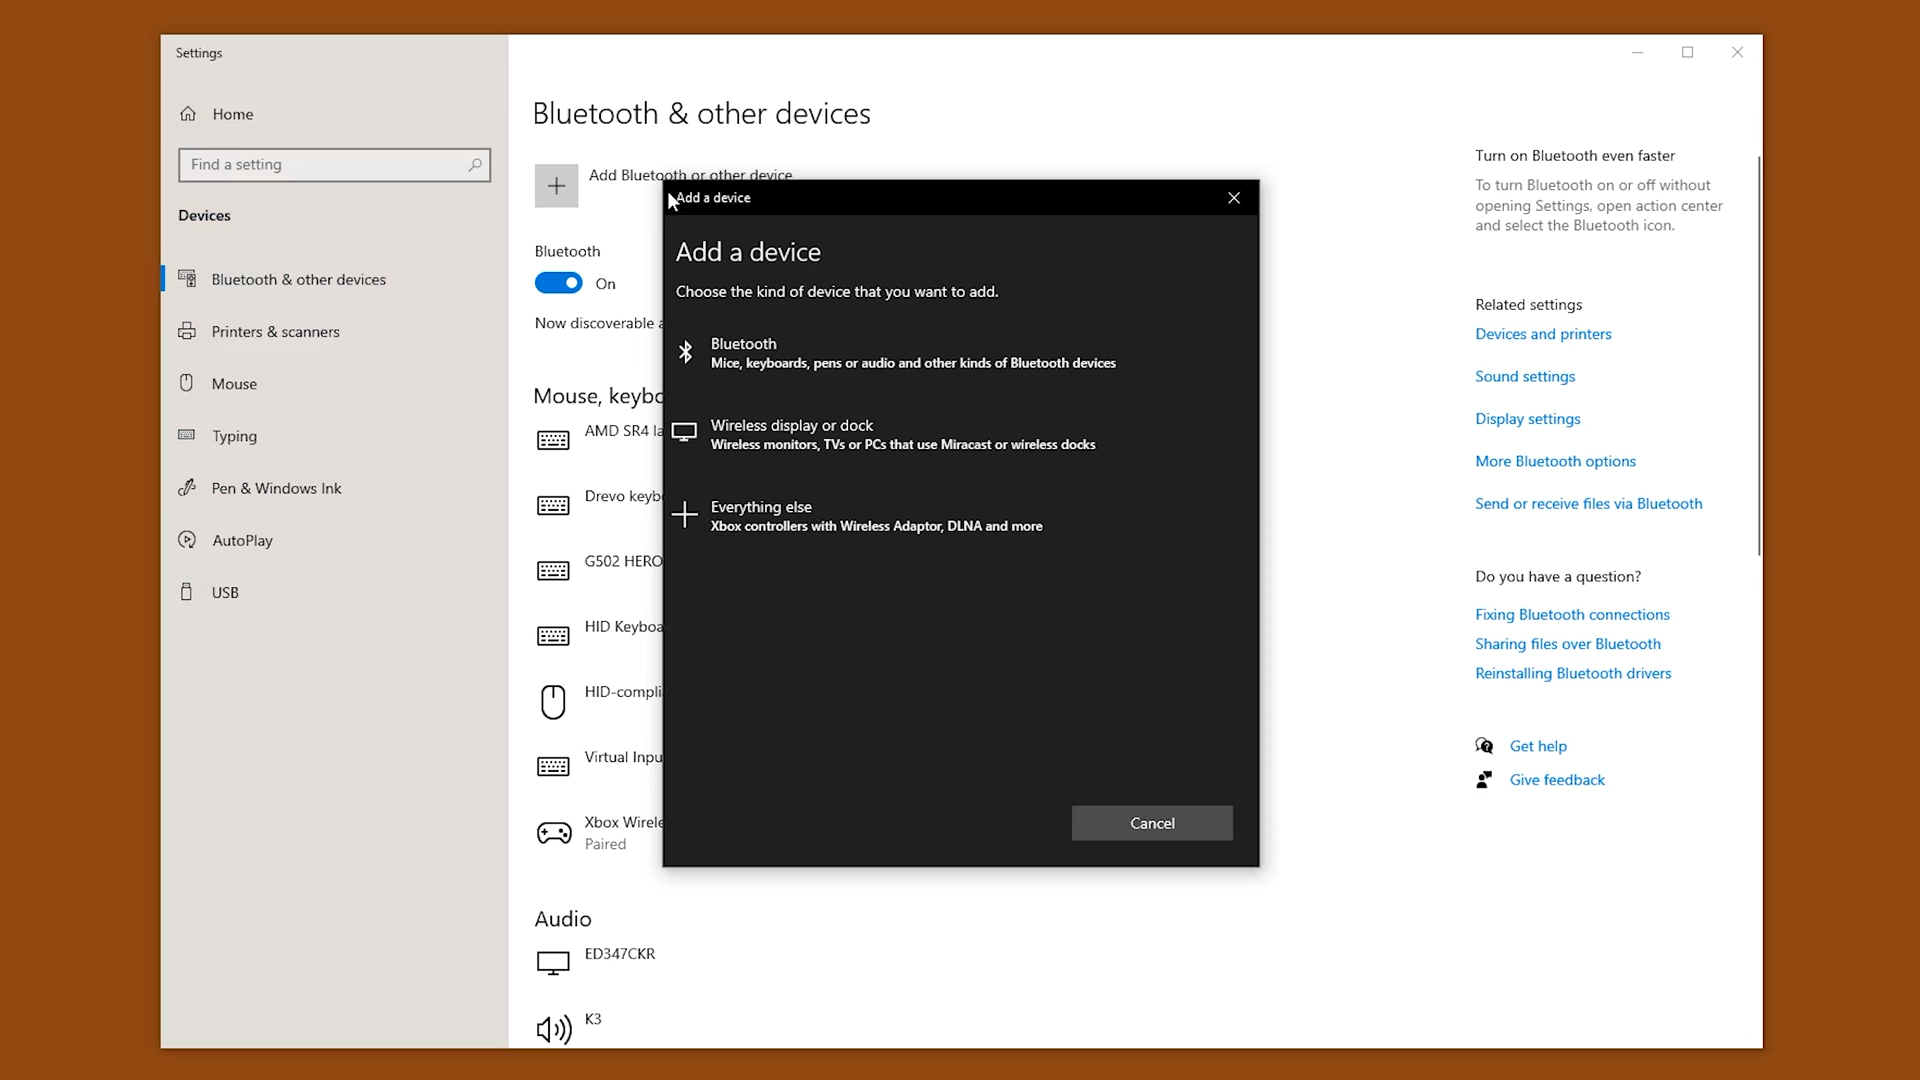 Settings
Home
Find a setting
Devices
Bluetooth & other devices
Printers & scanners
Mouse
Typing
Pen & Windows Ink
AutoPlay
USB
Bluetooth & other devices
Add Bluetooth or other device
Bluetooth
On
Now discoverable
Mouse,
AMD SR4
Drevo
G502 HERO
HID
Virtual
Xbox
Paired
Audio
ED347CKR
K3
Add a device
Add a device
Choose the kind of device that you want to add.
Bluetooth
Mice, keyboards, pens or audio and other kinds of Bluetooth devices
Wireless display or dock
Wireless monitors, TVs or PCs that use Miracast or wireless docks
Everything else
Xbox controllers with Wireless Adaptor, DLNA and more
Cancel
Turn on Bluetooth even faster
To turn Bluetooth on or off without
opening Settings, open action center
and select the Bluetooth icon.
Related settings
Devices and printers
Sound settings
Display settings
More Bluetooth options
Send or receive files via Bluetooth
Do you have a question?
Fixing Bluetooth connections
Sharing files over Bluetooth
Reinstalling Bluetooth drivers
Get help
Give feedback